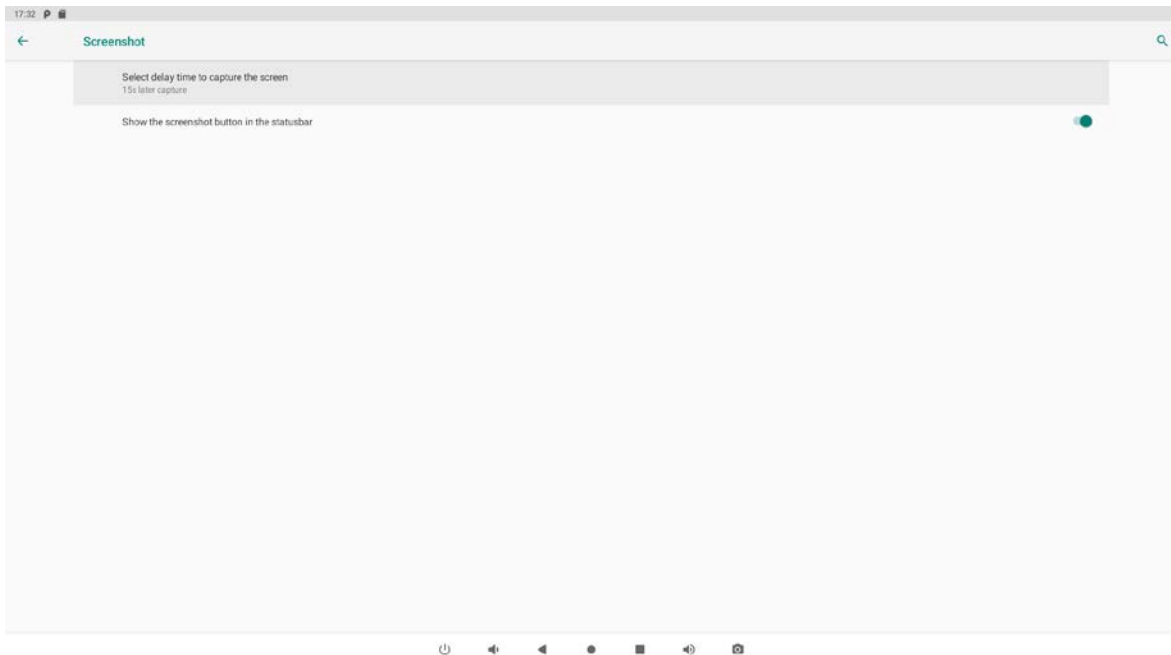 17:32
Screenshot
Select delay time to capture the screen
15s later capture
Show the screenshot button in the statusbar